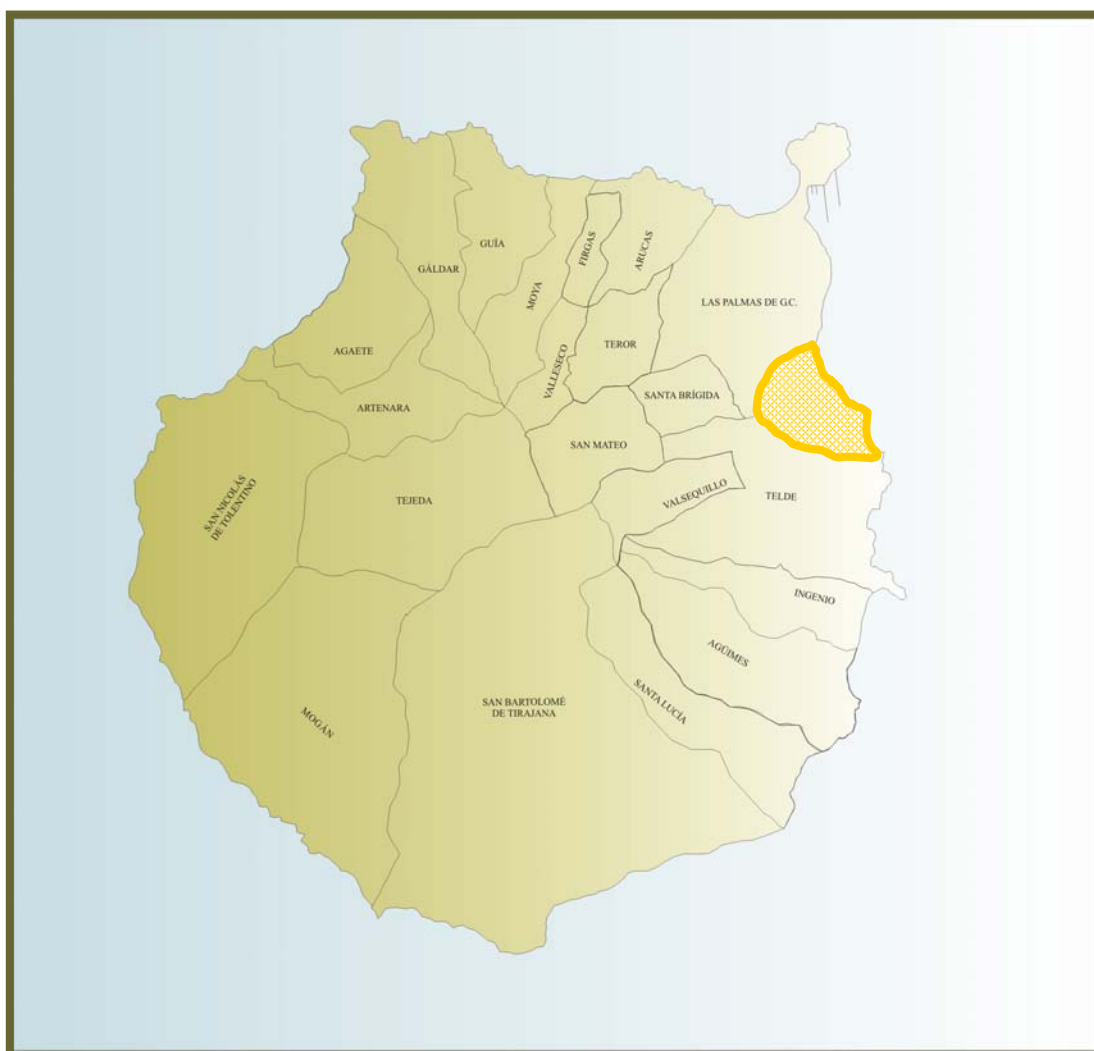 GUÍA
GÁLDAR
FIRGAS
ARUCAS
MOYA
LAS PALMAS DE G.C.
AGAETE
TEROR
VALLESECO
SANTA BRÍGIDA
ARTENARA
SAN MATEO
TEJEDA
VALSEQUILLO
TELDE
SAN NICOLÁS
DE TOLENTINO
INGENIO
AGÜIMES
SANTA LUCÍA
SAN BARTOLOMÉ
DE TIRAJANA
MOGÁN